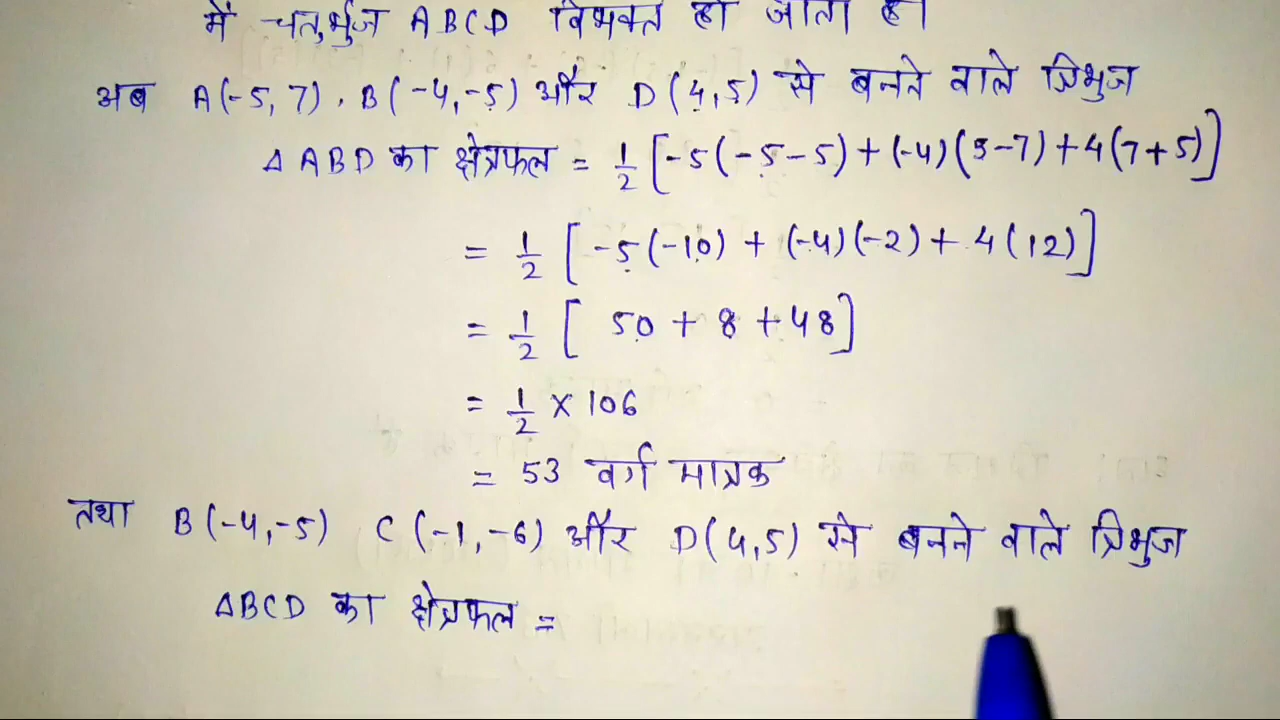 में चतुर्भुज ABCD विभक्त हो जाता है।
अब A(-5, 7), B(-4,-5) और D(4,5) से बनने वाले त्रिभुज
Δ ABD का क्षेत्रफल = 1/2 [-5(-5-5)+(-4)(5-7)+4(7+5)]
= 1/2 [-5(-10) + (-4)(-2) + 4(12)]
= 1/2 [ 50 + 8 + 48]
= 1/2 × 106
= 53 वर्ग मात्रक
तथा B(-4,-5) C(-1,-6) और D(4,5) से बनने वाले त्रिभुज
ΔBCD का क्षेत्रफल =